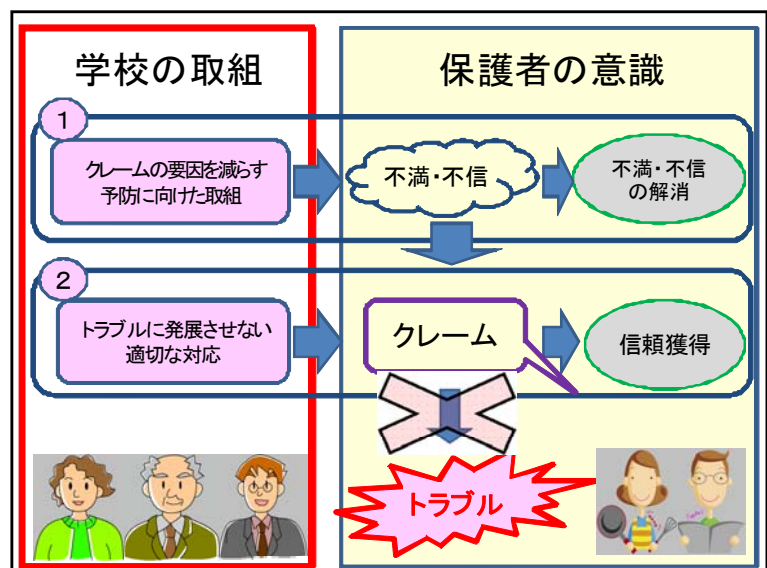 学校の取組
保護者の意識
1
クレームの要因を減らす
予防に向けた取組
不満・不信
不満・不信
の解消
2
トラブルに発展させない
適切な対応
クレーム
信頼獲得
トラブル